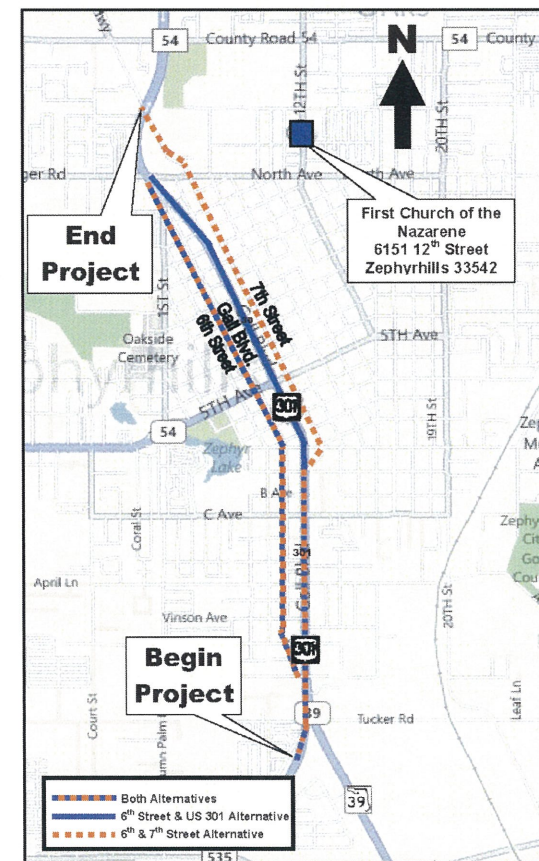 54
County Road 54
54
County
N
12TH St
20TH St
ger Rd
North Ave
End
Project
First Church of the
Nazarene
6151 12th Street
Zephyrhills 33542
1ST St
7th Street
Gall Blvd.
6th Street
Oakside
Cemetery
5TH Ave
5TH Ave
301
54
Zephyr
Lake
19TH St
B Ave
C Ave
Coral St
301
April Ln
Vinson Ave
20TH St
301
Begin
Project
39
Tucker Rd
Court St
Leaf Ln
39
Both Alternatives
6th Street & US 301 Alternative
6th & 7th Street Alternative
535